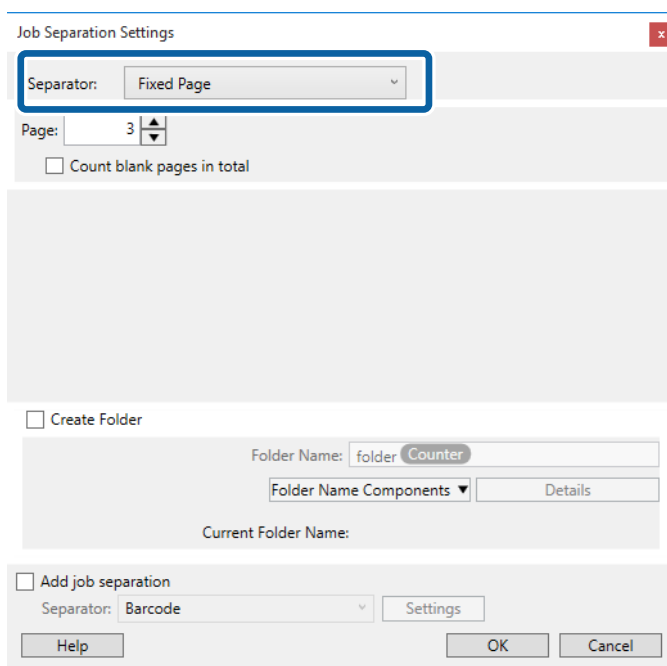 Job Separation Settings
x
Separator: Fixed Page
Page: 3
Count blank pages in total
Create Folder
Folder Name: folder Counter
Folder Name Components ▼ Details
Current Folder Name:
Add job separation
Separator: Barcode Settings
Help OK Cancel